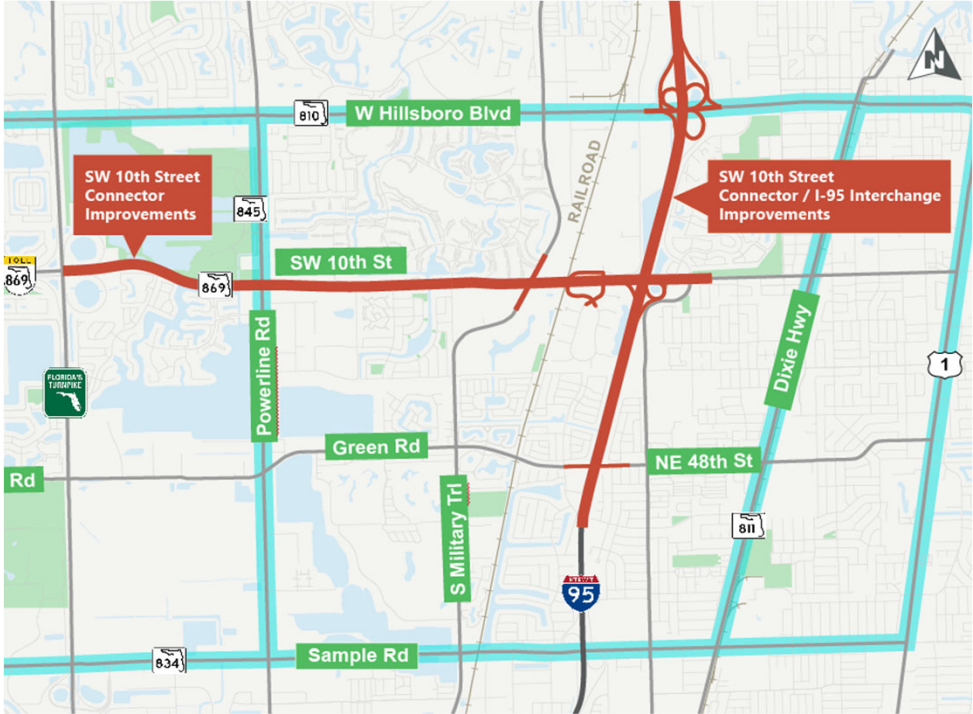 N
810
W Hillsboro Blvd
SW 10th Street
Connector
Improvements
RAILROAD
SW 10th Street
Connector / I-95 Interchange
Improvements
845
TOLL
869
SW 10th St
869
Powerline Rd
Dixie Hwy
1
FLORIDA'S
TURNPIKE
Green Rd
NE 48th St
Rd
S Military Trl
811
95
Sample Rd
834